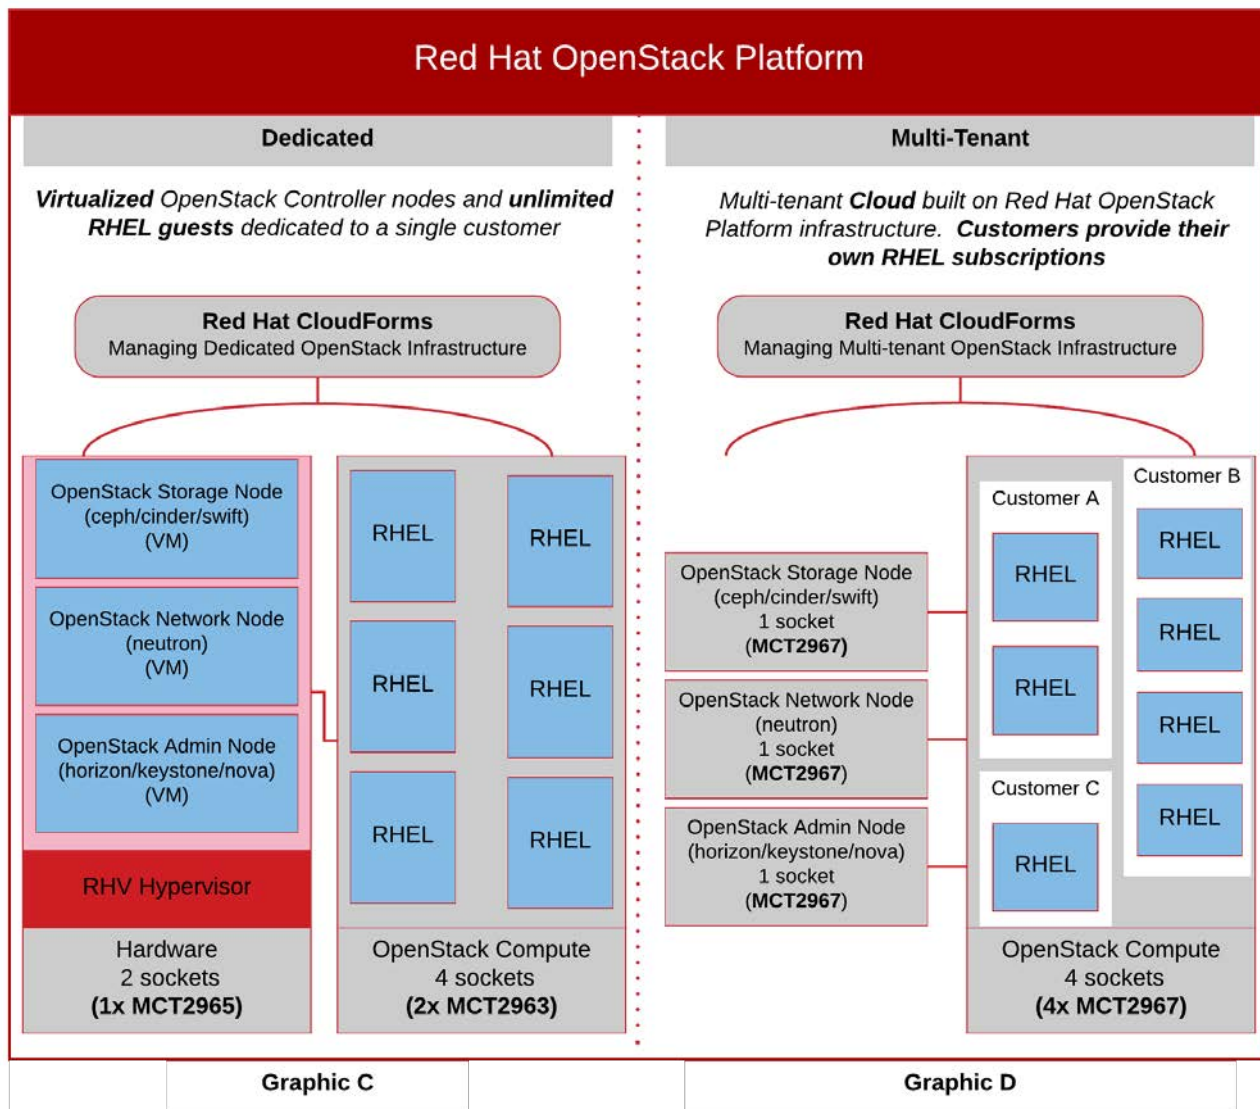 Red Hat OpenStack Platform
Dedicated
Virtualized OpenStack Controller nodes and unlimited
RHEL guests dedicated to a single customer
Red Hat CloudForms
Managing Dedicated OpenStack Infrastructure
OpenStack Storage Node
(ceph/cinder/swift)
(VM)
OpenStack Network Node
(neutron)
(VM)
OpenStack Admin Node
(horizon/keystone/nova)
(VM)
RHV Hypervisor
Hardware
2 sockets
(1x MCT2965)
RHEL
RHEL
RHEL
RHEL
RHEL
RHEL
OpenStack Compute
4 sockets
(2x MCT2963)
Graphic C
Multi-Tenant
Multi-tenant Cloud built on Red Hat OpenStack
Platform infrastructure. Customers provide their
own RHEL subscriptions
Red Hat CloudForms
Managing Multi-tenant OpenStack Infrastructure
OpenStack Storage Node
(ceph/cinder/swift)
1 socket
(MCT2967)
OpenStack Network Node
(neutron)
1 socket
(MCT2967)
OpenStack Admin Node
(horizon/keystone/nova)
1 socket
(MCT2967)
Customer A
RHEL
RHEL
Customer C
RHEL
Customer B
RHEL
RHEL
RHEL
RHEL
OpenStack Compute
4 sockets
(4x MCT2967)
Graphic D